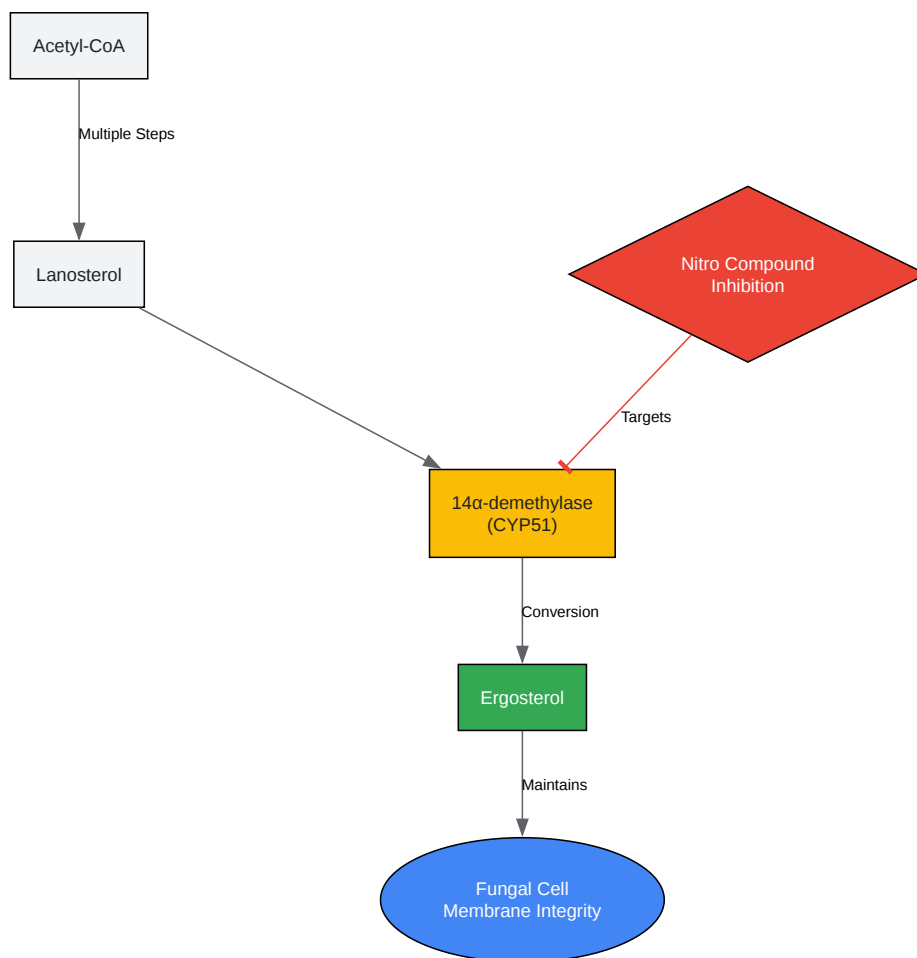 Acetyl-CoA
Multiple Steps
Lanosterol
Nitro Compound
Inhibition
Targets
14α-demethylase
(CYP51)
Conversion
Ergosterol
Maintains
Fungal Cell
Membrane Integrity